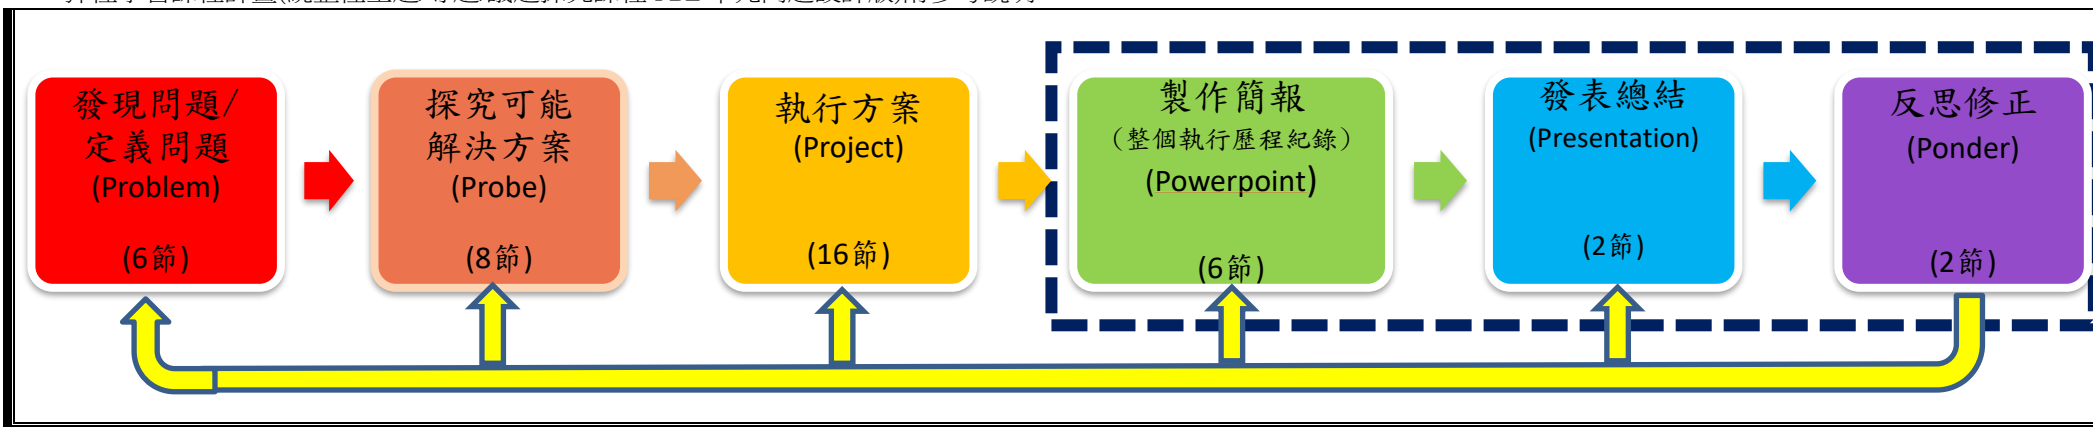 發現問題/
定義問題
(Problem)
(6節)
探究可能
解決方案
(Probe)
(8節)
執行方案
(Project)
(16節)
製作簡報
（整個執行歷程紀錄）
(Powerpoint)
(6節)
發表總結
(Presentation)
(2節)
反思修正
(Ponder)
(2節)